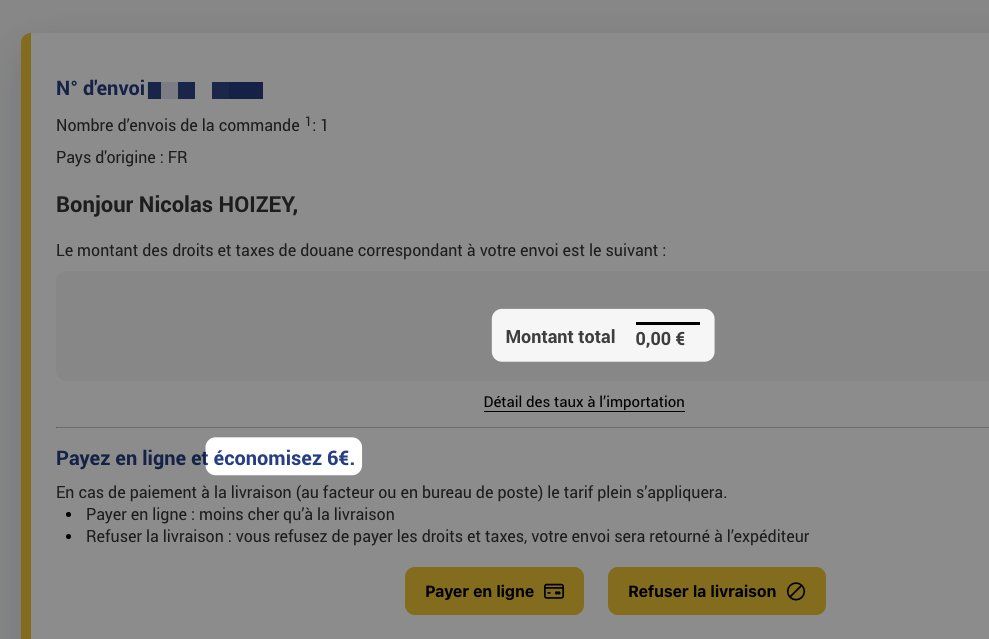 N° d'envoi
Nombre d’envois de la commande ¹: 1
Pays d'origine : FR
Bonjour Nicolas HOIZEY,
Le montant des droits et taxes de douane correspondant à votre envoi est le suivant :
Montant total 0,00 €
Détail des taux à l’importation
Payez en ligne et économisez 6€.
En cas de paiement à la livraison (au facteur ou en bureau de poste) le tarif plein s’appliquera.
• Payer en ligne : moins cher qu’à la livraison
• Refuser la livraison : vous refusez de payer les droits et taxes, votre envoi sera retourné à l’expéditeur
Payer en ligne Refuser la livraison